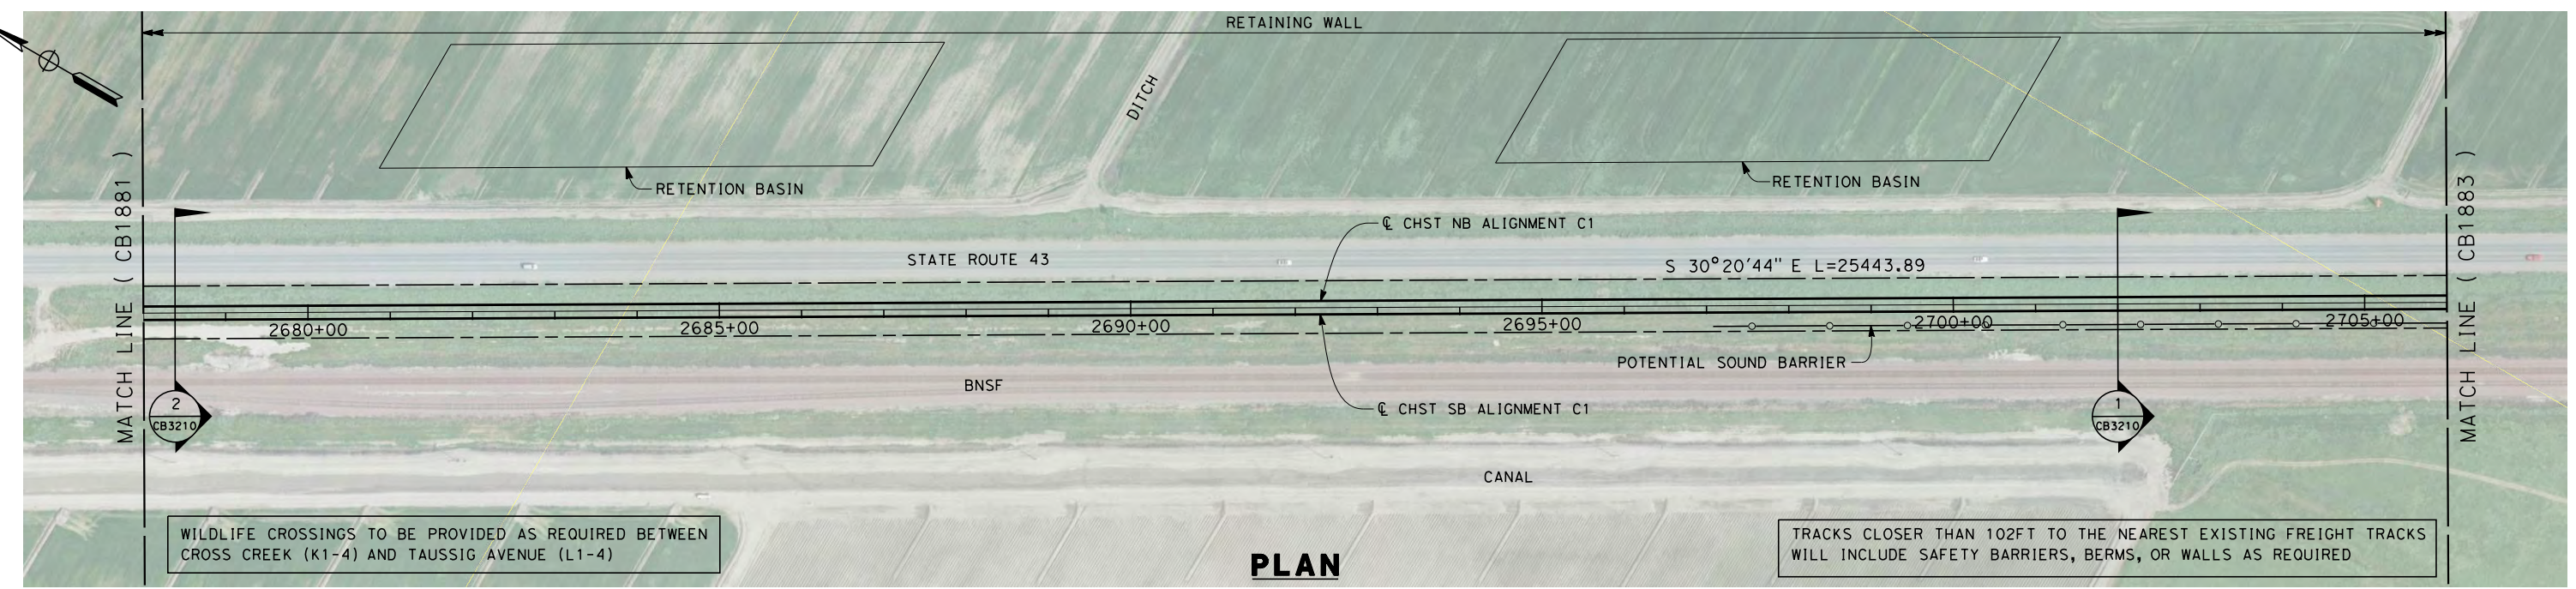 RETAINING WALL
DITCH
RETENTION BASIN
RETENTION BASIN
MATCH LINE ( CB1881 )
MATCH LINE ( CB1883 )
℄ CHST NB ALIGNMENT C1
STATE ROUTE 43
S 30°20'44" E L=25443.89
2680+00
2685+00
2690+00
2695+00
2700+00
2705+00
POTENTIAL SOUND BARRIER
BNSF
℄ CHST SB ALIGNMENT C1
2
CB3210
1
CB3210
CANAL
WILDLIFE CROSSINGS TO BE PROVIDED AS REQUIRED BETWEEN
CROSS CREEK (K1-4) AND TAUSSIG AVENUE (L1-4)
TRACKS CLOSER THAN 102FT TO THE NEAREST EXISTING FREIGHT TRACKS
WILL INCLUDE SAFETY BARRIERS, BERMS, OR WALLS AS REQUIRED
PLAN